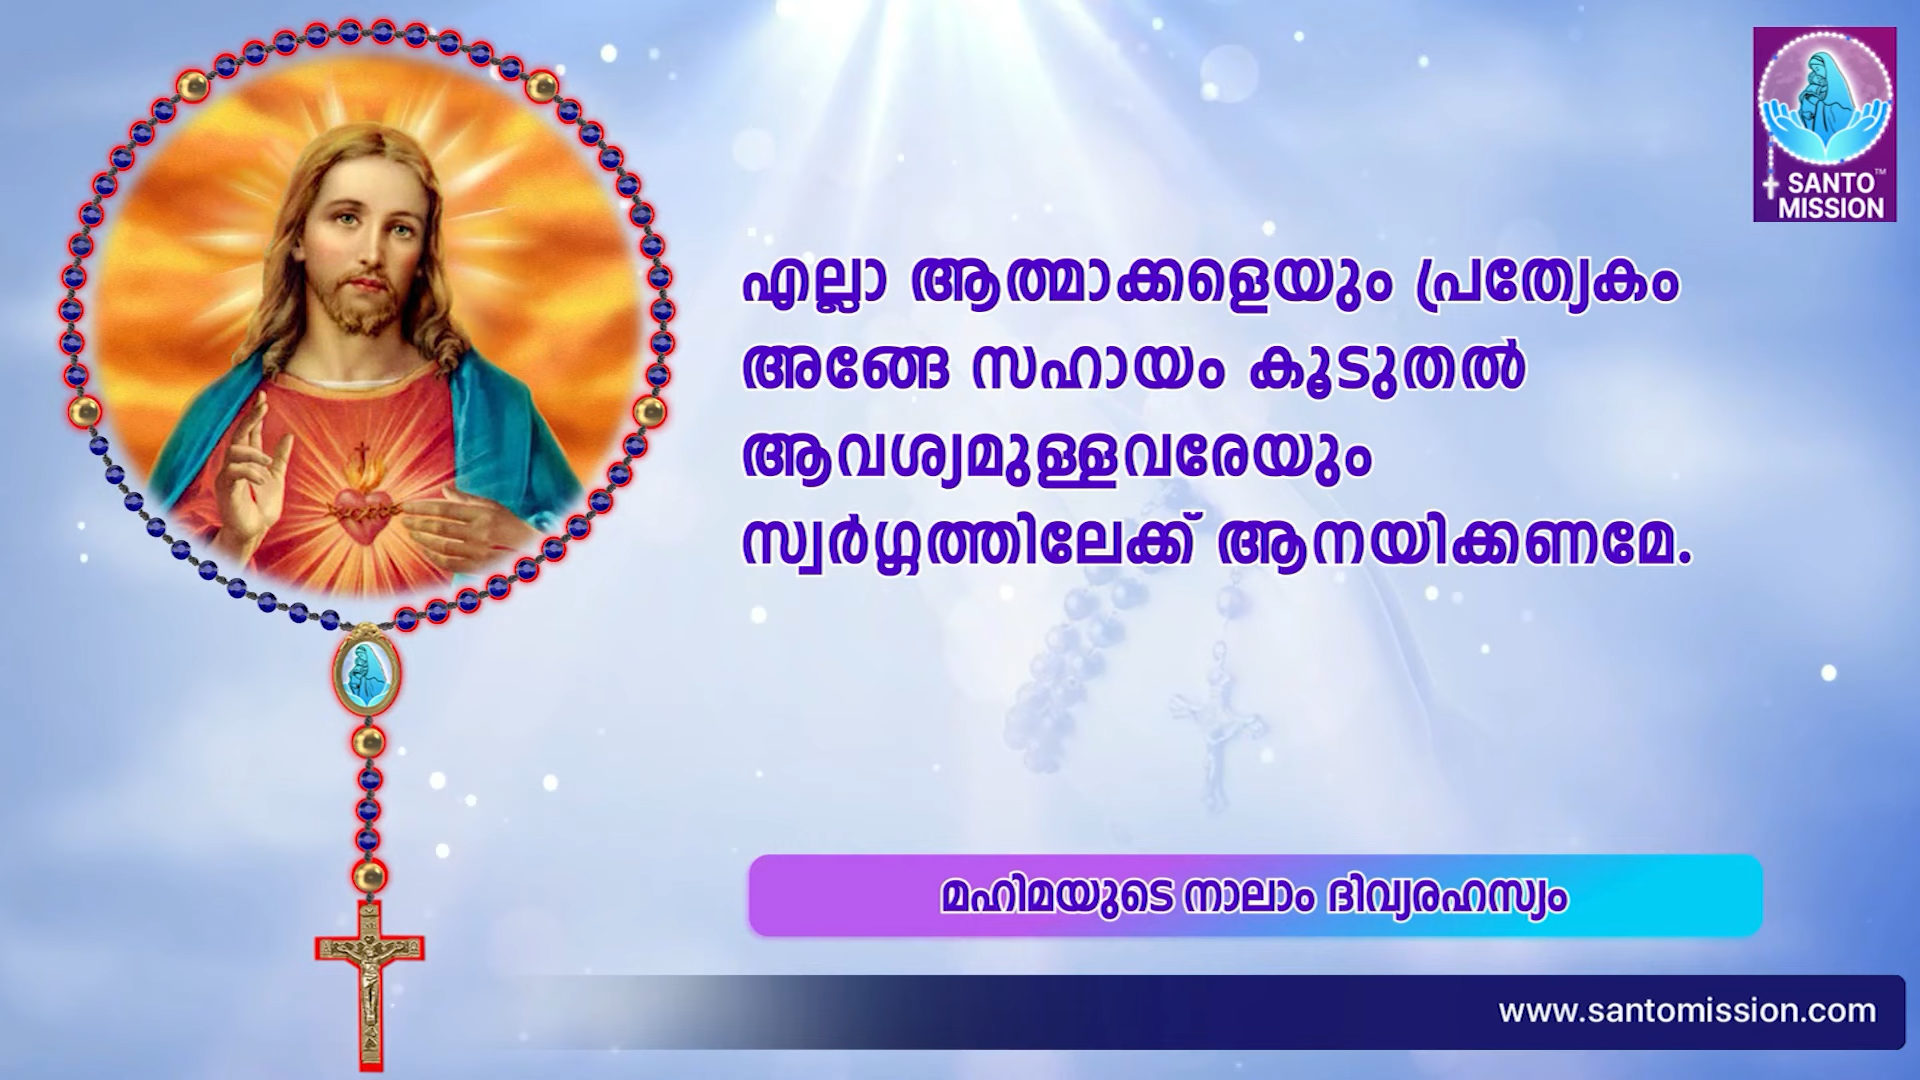 SANTO™
MISSION
എല്ലാ ആത്മാക്കളെയും പ്രത്യേകം
അങ്ങേ സഹായം കൂടുതൽ
ആവശ്യമുള്ളവരേയും
സ്വർഗ്ഗത്തിലേക്ക് ആനയിക്കണമേ.
മഹിമയുടെ നാലാം ദിവ്യരഹസ്യം
www.santomission.com